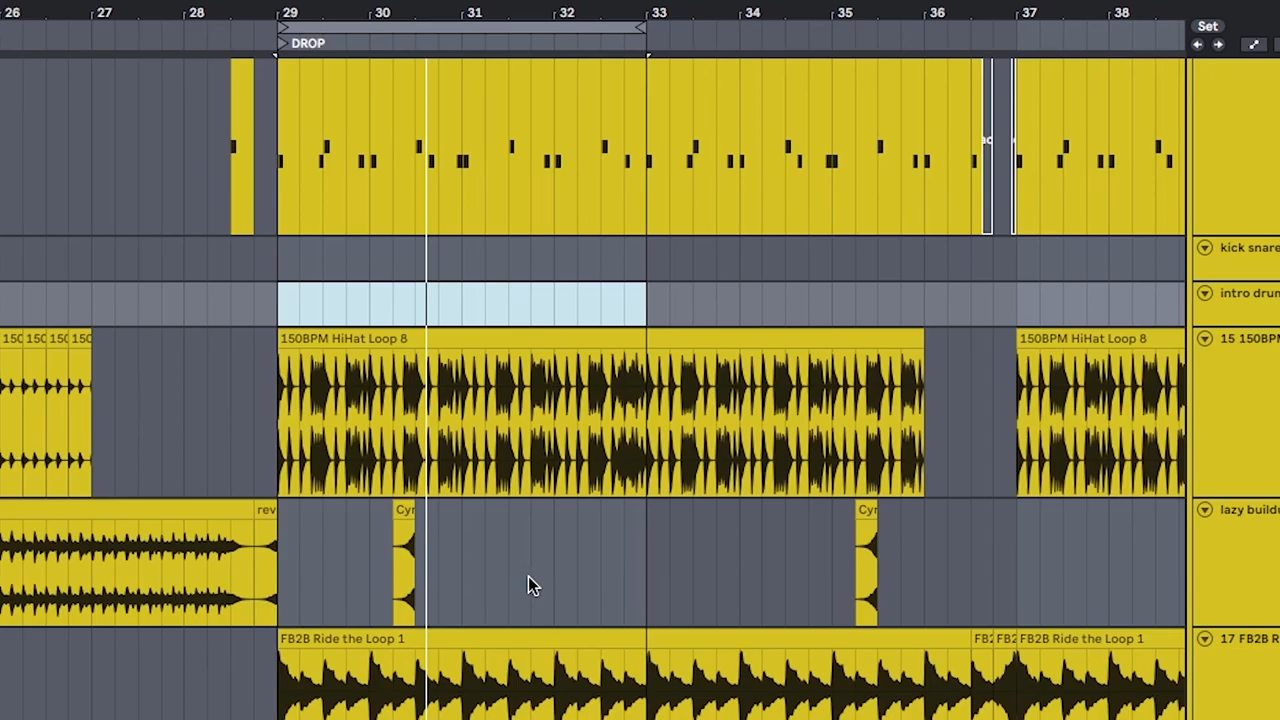 26 27 28 29 30 31 32 33 34 35 36 37 38
Set
DROP
kick snare
intro drum
150 150 150 150
150BPM HiHat Loop 8
150BPM HiHat Loop 8
15 150BPM
rev
Cyr
Cyr
lazy build
FB2B Ride the Loop 1
FB2 FB2 FB2B Ride the Loop 1
17 FB2B R